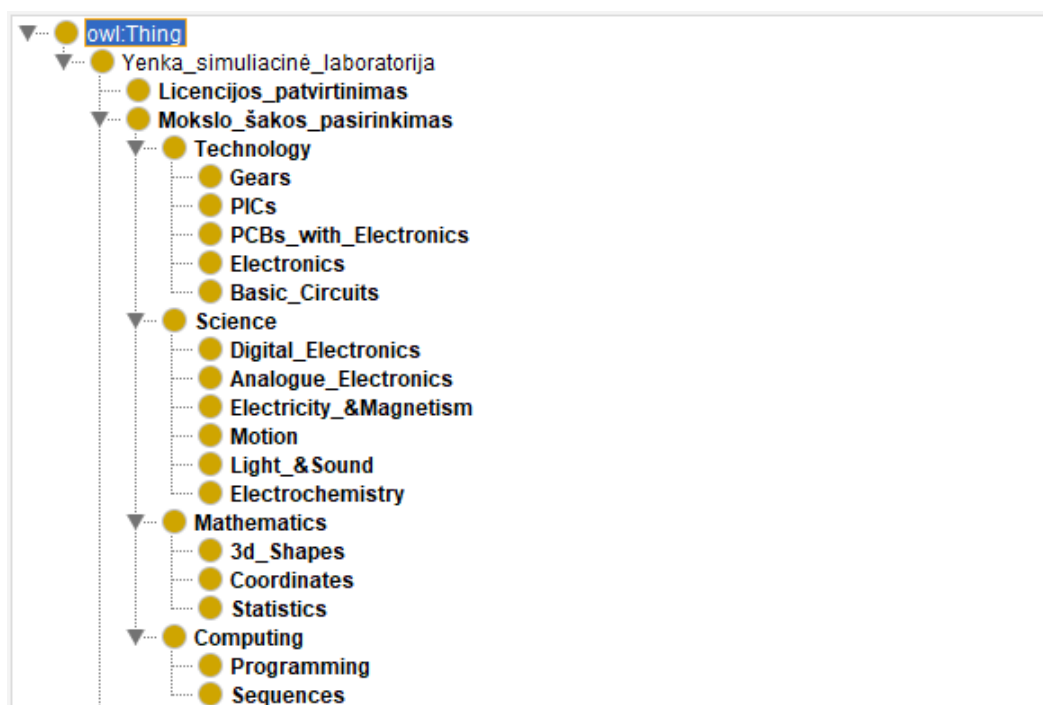 owl:Thing
Yenka_simuliacinė_laboratorija
Licencijos_patvirtinimas
Mokslo_šakos_pasirinkimas
Technology
Gears
PICs
PCBs_with_Electronics
Electronics
Basic_Circuits
Science
Digital_Electronics
Analogue_Electronics
Electricity_&Magnetism
Motion
Light_&Sound
Electrochemistry
Mathematics
3d_Shapes
Coordinates
Statistics
Computing
Programming
Sequences